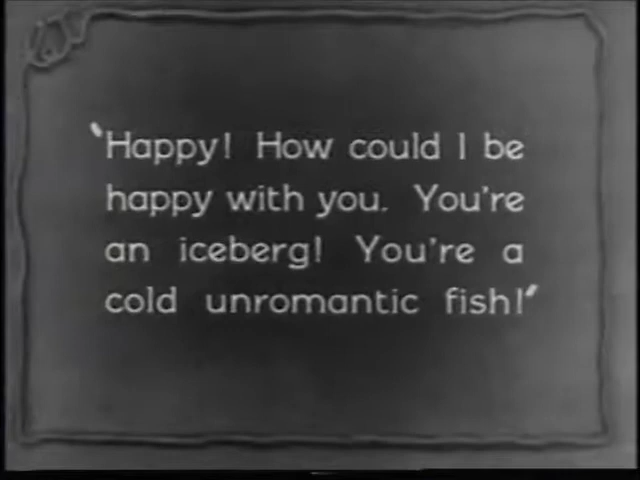 "Happy! How could I be
happy with you. You're
an iceberg! You're a
cold unromantic fish!"